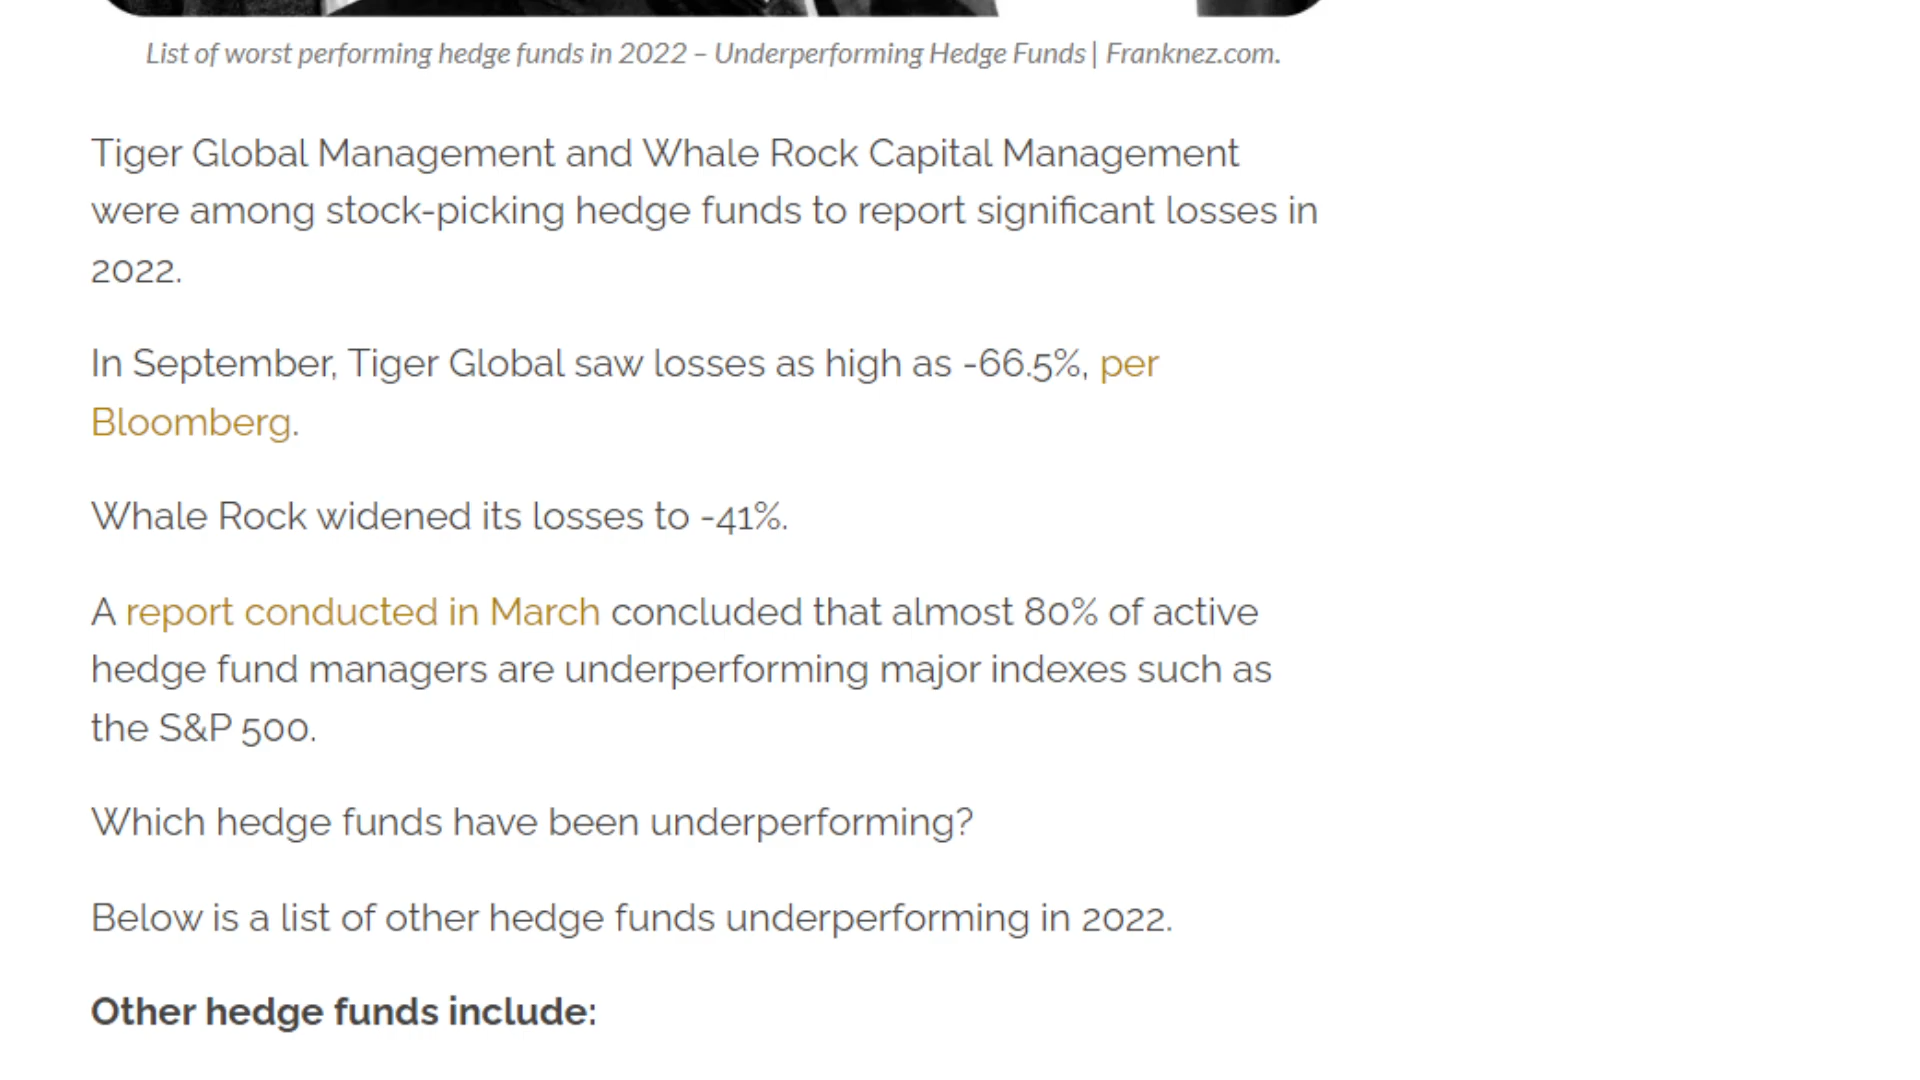 List of worst performing hedge funds in 2022 – Underperforming Hedge Funds | Franknez.com.
Tiger Global Management and Whale Rock Capital Management
were among stock-picking hedge funds to report significant losses in
2022.
In September, Tiger Global saw losses as high as -66.5%, per
Bloomberg.
Whale Rock widened its losses to -41%.
A report conducted in March concluded that almost 80% of active
hedge fund managers are underperforming major indexes such as
the S&P 500.
Which hedge funds have been underperforming?
Below is a list of other hedge funds underperforming in 2022.
Other hedge funds include: